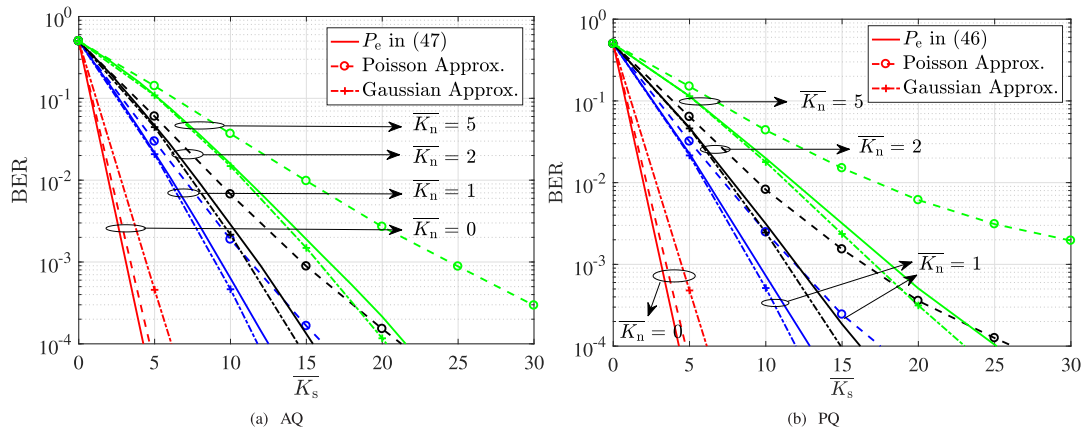 10^0
10^-1
10^-2
10^-3
10^-4
BER
0 5 10 15 20 25 30
\overline{K_s}
P_e in (47)
Poisson Approx.
Gaussian Approx.
\overline{K_n} = 5
\overline{K_n} = 2
\overline{K_n} = 1
\overline{K_n} = 0
(a) AQ
10^0
10^-1
10^-2
10^-3
10^-4
BER
0 5 10 15 20 25 30
\overline{K_s}
P_e in (46)
Poisson Approx.
Gaussian Approx.
\overline{K_n} = 5
\overline{K_n} = 2
\overline{K_n} = 1
\overline{K_n} = 0
(b) PQ